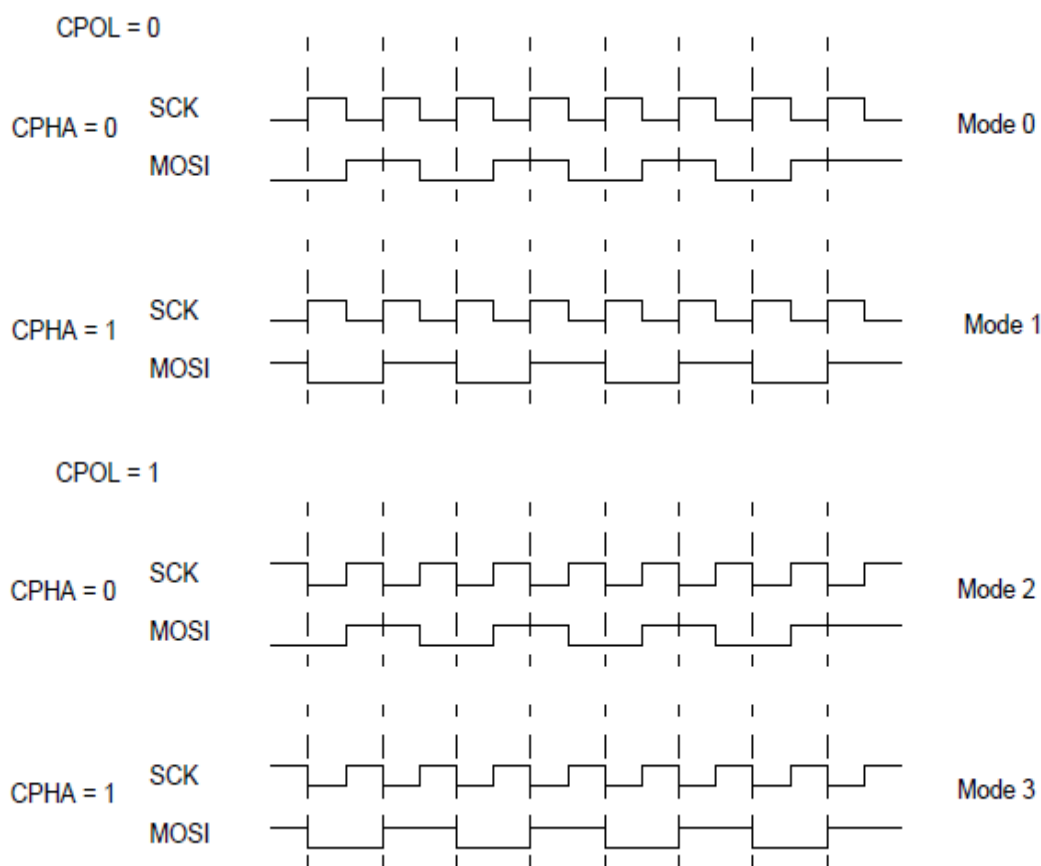 CPOL = 0
SCK
CPHA = 0
Mode 0
MOSI
SCK
CPHA = 1
Mode 1
MOSI
CPOL = 1
SCK
CPHA = 0
Mode 2
MOSI
SCK
CPHA = 1
Mode 3
MOSI